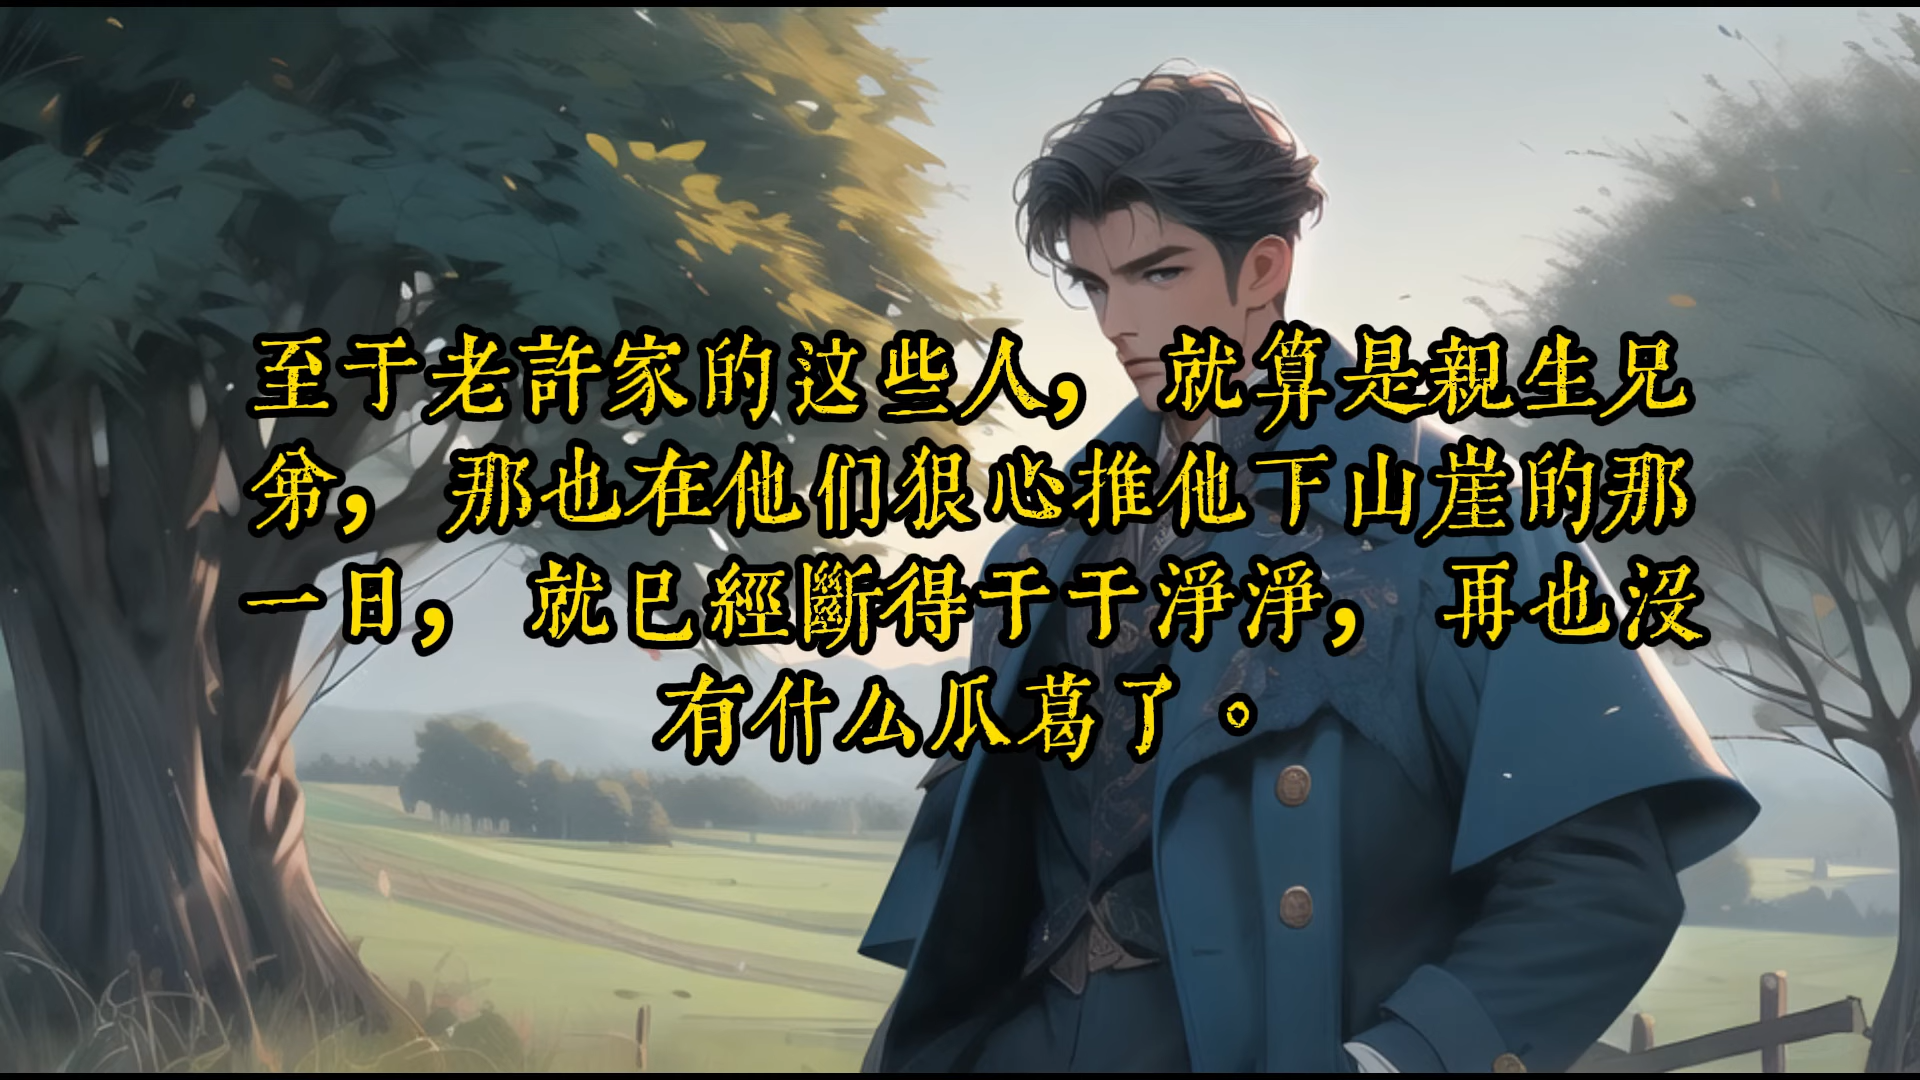 至于老許家的这些人，就算是親生兄
弟，那也在他们狠心推他下山崖的那
一日，就已經斷得干干淨淨，再也没
有什么瓜葛了。